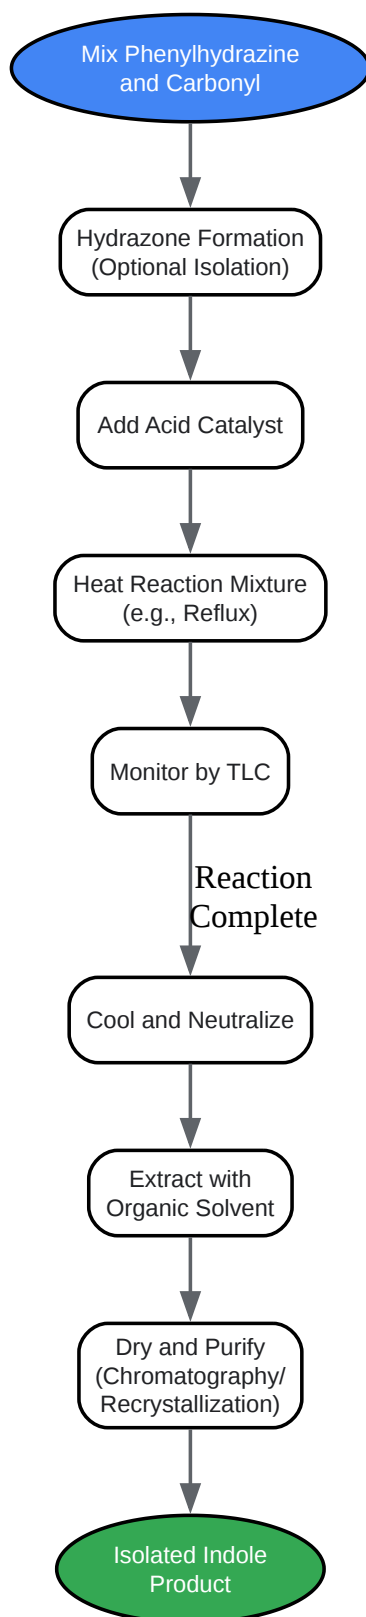 Mix Phenylhydrazine
and Carbonyl
Hydrazone Formation
(Optional Isolation)
Add Acid Catalyst
Heat Reaction Mixture
(e.g., Reflux)
Monitor by TLC
Reaction
Complete
Cool and Neutralize
Extract with
Organic Solvent
Dry and Purify
(Chromatography/
Recrystallization)
Isolated Indole
Product